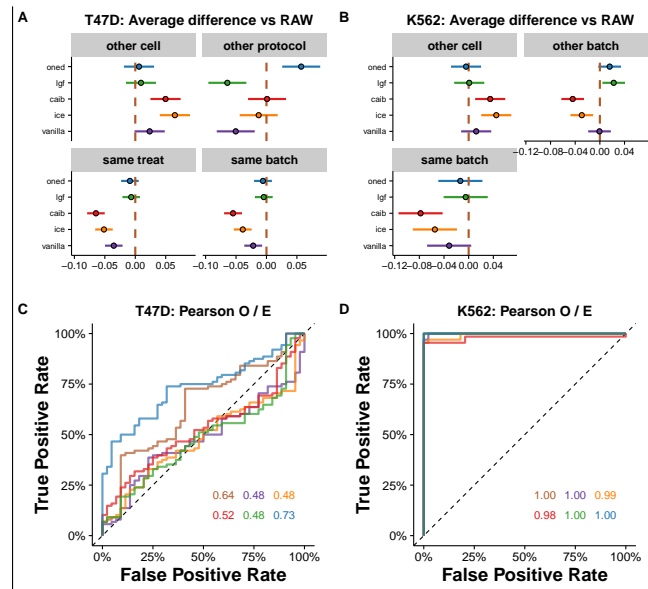 A
T47D: Average difference vs RAW
other cell
other protocol
oned
lgf
caib
ice
vanilla
same treat
same batch
oned
lgf
caib
ice
vanilla
−0.10 −0.05 0.00 0.05
−0.10 −0.05 0.00 0.05
B
K562: Average difference vs RAW
other cell
other batch
oned
lgf
caib
ice
vanilla
−0.12 −0.04 0.00 0.04
same batch
oned
lgf
caib
ice
vanilla
−0.12 −0.04 0.00 0.04
C
T47D: Pearson O / E
True Positive Rate
100%
75%
50%
25%
0%
0.64 0.48 0.48
0.52 0.48 0.73
0% 25% 50% 75% 100%
False Positive Rate
D
K562: Pearson O / E
True Positive Rate
100%
75%
50%
25%
0%
1.00 1.00 0.99
0.98 1.00 1.00
0% 25% 50% 75% 100%
False Positive Rate